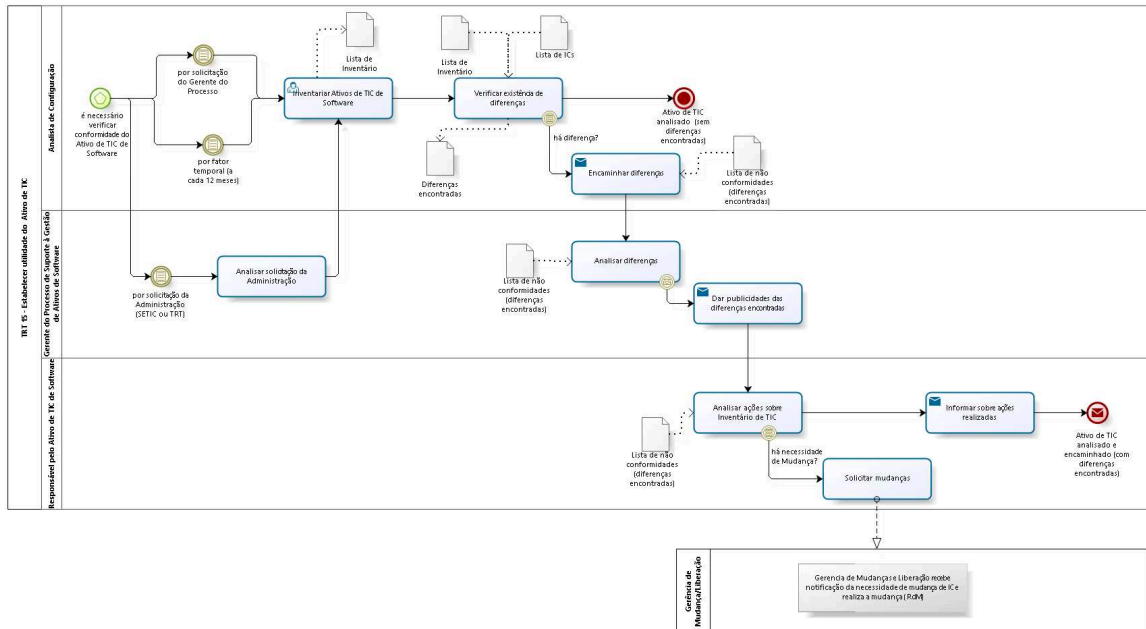 TRT 15 - Estabelecer utilidade do Ativo de TIC
Analista de Configuração
é necessário
verificar
conformidade do
Ativo de TIC de
Software
por solicitação
do Gerente do
Processo
por fator
temporal (a
cada 12 meses)
Lista de
Inventário
Inventariar Ativos de TIC de
Software
Lista de
Inventário
Lista de ICs
Verificar existência de
diferenças
Diferenças
encontradas
há diferença?
Ativo de TIC
analisado (sem
diferenças
encontradas)
Encaminhar diferenças
Lista de não
conformidades
(diferenças
encontradas)
Gerente do Processo de Suporte à Gestão
de Ativos de Software
por solicitação da
Administração
(SETIC ou TRT)
Analisar solicitação da
Administração
Lista de não
conformidades
(diferenças
encontradas)
Analisar diferenças
Dar publicidades das
diferenças encontradas
Responsável pelo Ativo de TIC de Software
Lista de não
conformidades
(diferenças
encontradas)
Analisar ações sobre
Inventário de TIC
há necessidade
de Mudança?
Solicitar mudanças
Informar sobre ações
realizadas
Ativo de TIC
analisado e
encaminhado (com
diferenças
encontradas)
Gerência de
Mudança/Liberação
Gerencia de Mudanças e Liberação recebe
notificação da necessidade de mudança de IC e
realiza a mudança (RdM)